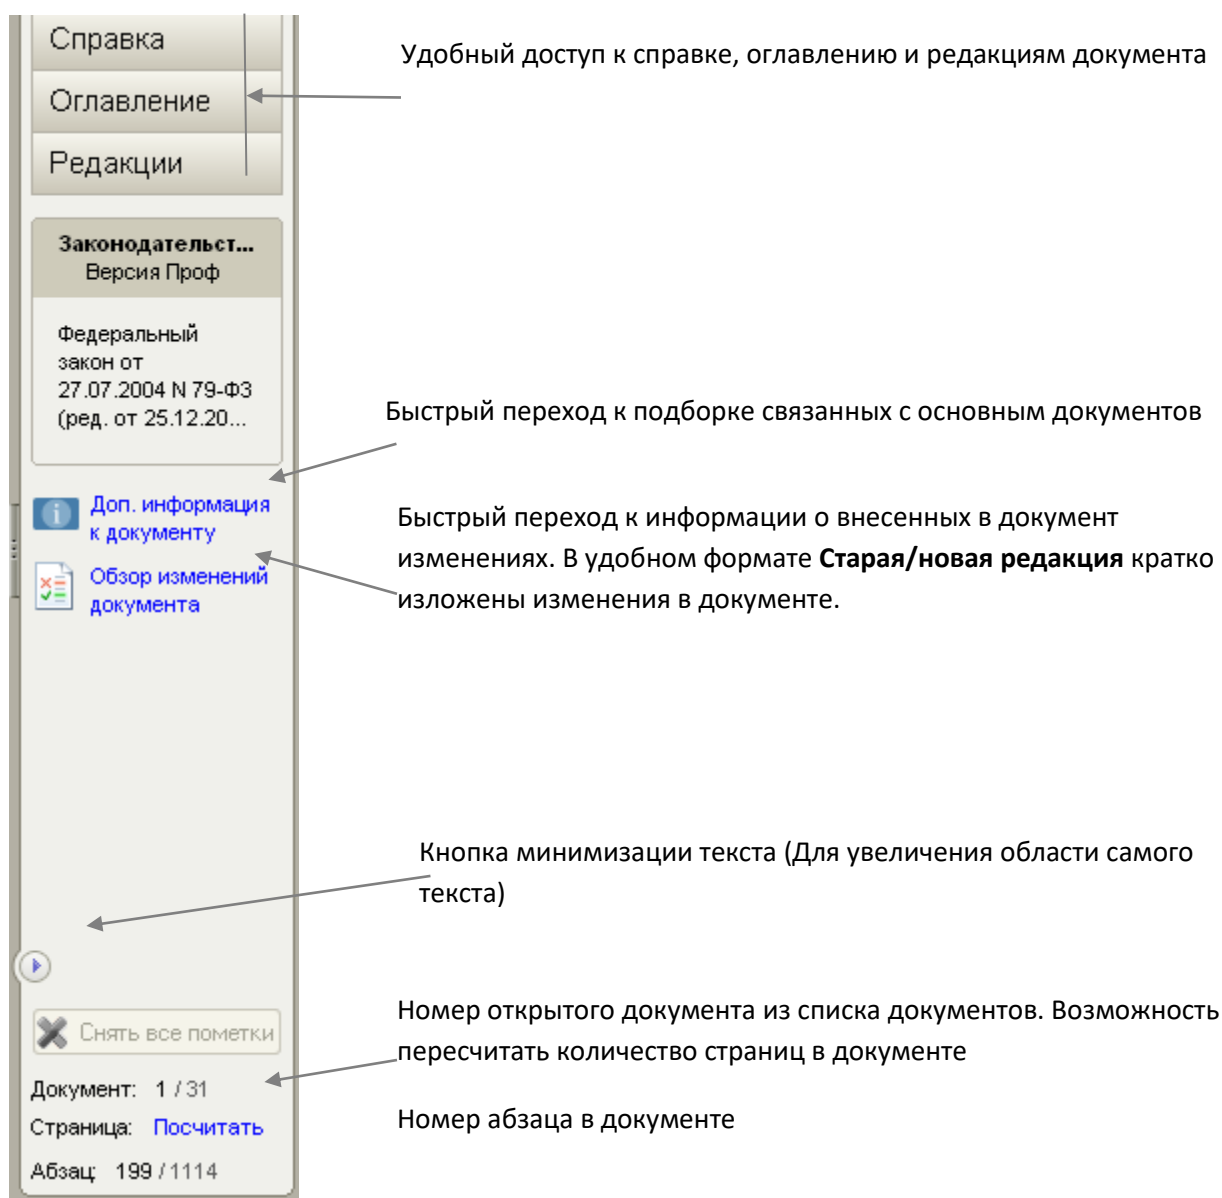 Справка
Оглавление
Редакции
Законодательст...
Версия Проф
Федеральный
закон от
27.07.2004 N 79-ФЗ
(ред. от 25.12.20...
Доп. информация
к документу
Обзор изменений
документа
Снять все пометки
Документ: 1 / 31
Страница: Посчитать
Абзац: 199 / 1114
Удобный доступ к справке, оглавлению и редакциям документа
Быстрый переход к подборке связанных с основным документов
Быстрый переход к информации о внесенных в документ
изменениях. В удобном формате Старая/новая редакция кратко
изложены изменения в документе.
Кнопка минимизации текста (Для увеличения области самого
текста)
Номер открытого документа из списка документов. Возможность
пересчитать количество страниц в документе
Номер абзаца в документе